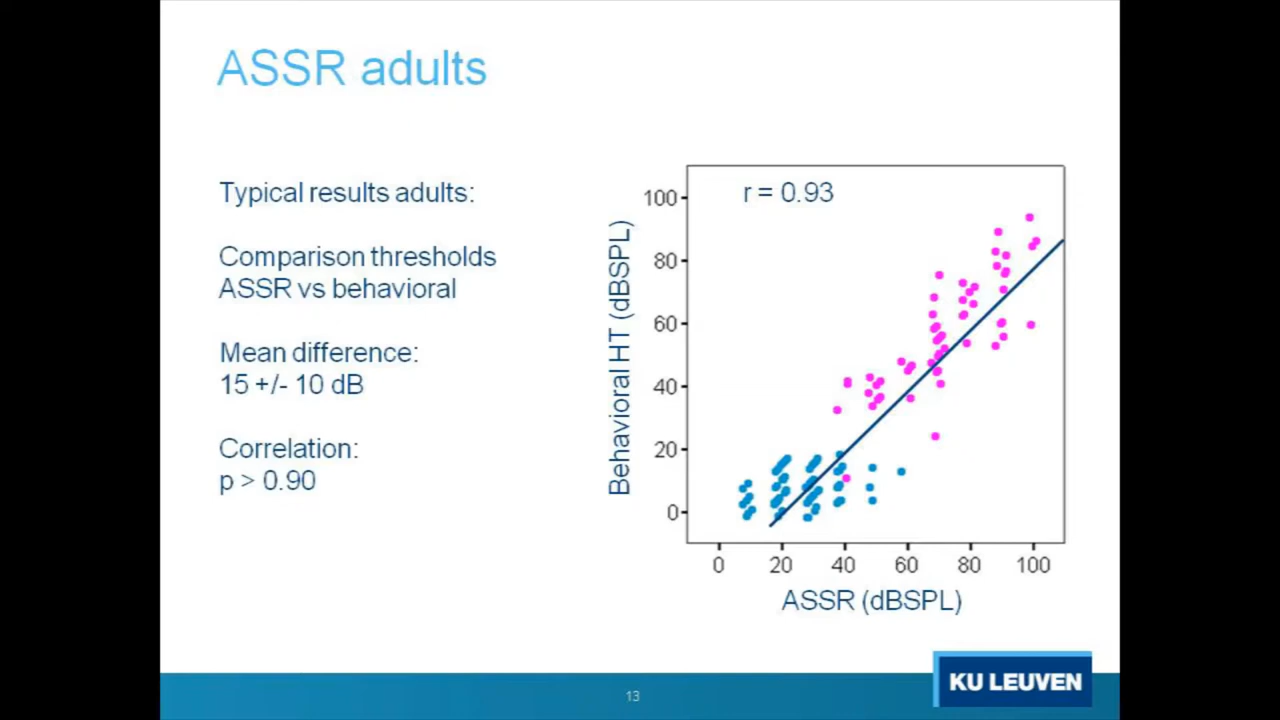 ASSR adults
Typical results adults:
Comparison thresholds
ASSR vs behavioral
Mean difference:
15 +/- 10 dB
Correlation:
p > 0.90
r = 0.93
Behavioral HT (dBSPL)
100
80
60
40
20
0
0 20 40 60 80 100
ASSR (dBSPL)
13
KU LEUVEN